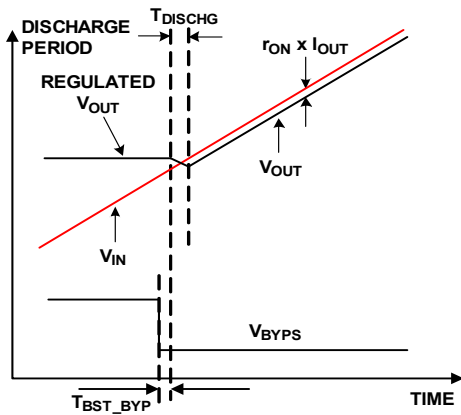 DISCHARGE
PERIOD
TDISCHG
rON x IOUT
REGULATED
VOUT
VOUT
VIN
VBYPS
TBST_BYP
TIME